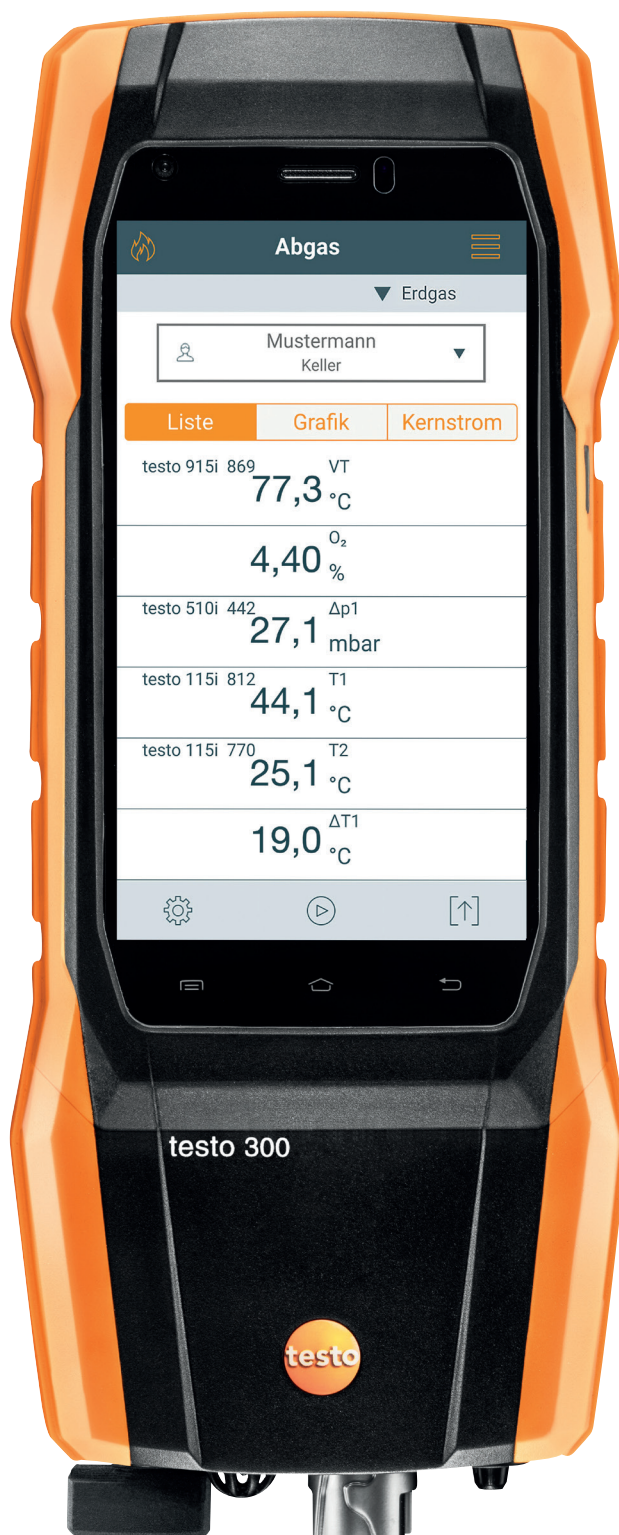 Abgas
Erdgas
Mustermann
Keller
Liste Grafik Kernstrom
testo 915i 869 77,3 VT °C
4,40 O₂ %
testo 510i 442 27,1 Δp1 mbar
testo 115i 812 44,1 T1 °C
testo 115i 770 25,1 T2 °C
19,0 ΔT1 °C
testo 300
testo